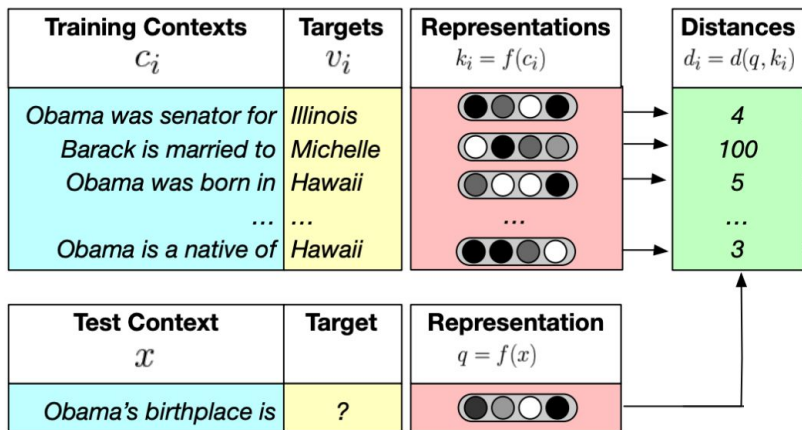 Training Contexts Targets Representations Distances
c_i v_i k_i = f(c_i) d_i = d(q, k_i)
Obama was senator for Illinois 4
Barack is married to Michelle 100
Obama was born in Hawaii 5
... ... ... ...
Obama is a native of Hawaii 3
Test Context Target Representation
x q = f(x)
Obama's birthplace is ?